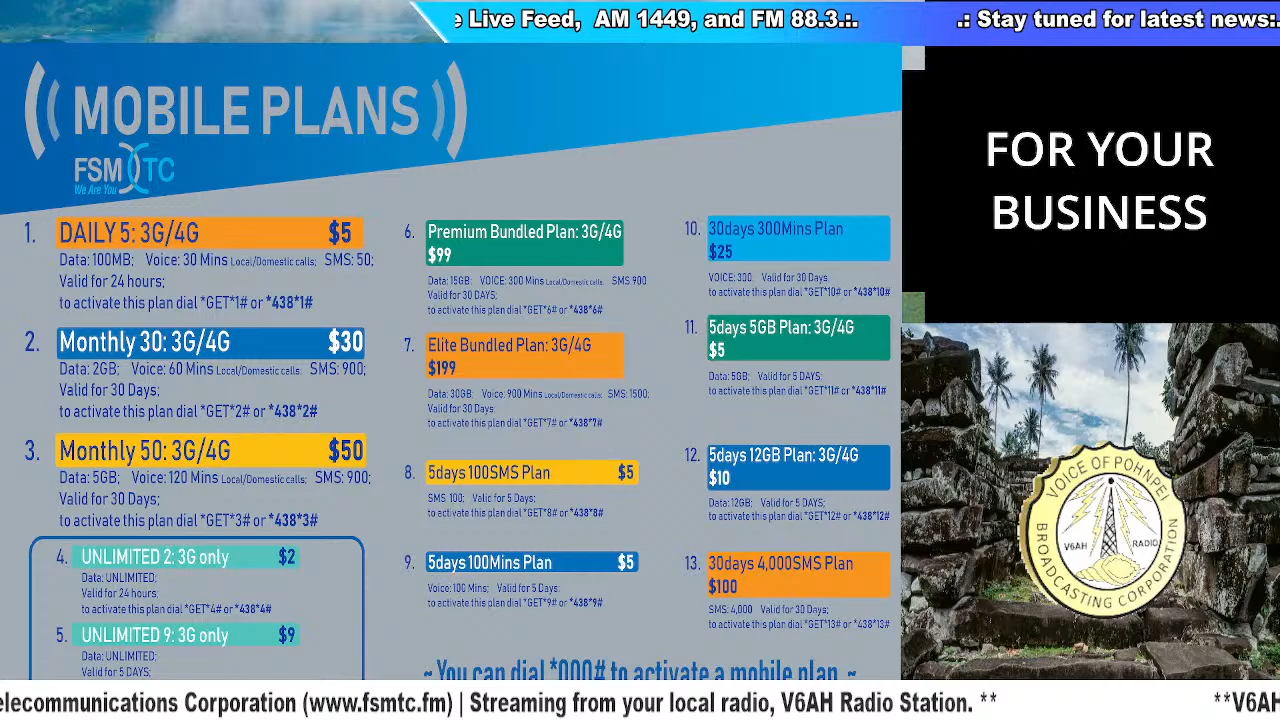 e Live Feed, AM 1449, and FM 88.3.:.
.: Stay tuned for latest news:.
MOBILE PLANS
FSMTC
We Are You
1. DAILY 5: 3G/4G $5
Data: 100MB; Voice: 30 Mins Local/Domestic calls; SMS: 50;
Valid for 24 hours;
to activate this plan dial *GET*1# or *438*1#
2. Monthly 30: 3G/4G $30
Data: 2GB; Voice: 60 Mins Local/Domestic calls. SMS: 900;
Valid for 30 Days;
to activate this plan dial *GET*2# or *438*2#
3. Monthly 50: 3G/4G $50
Data: 5GB; Voice: 120 Mins Local/Domestic calls; SMS: 900;
Valid for 30 Days;
to activate this plan dial *GET*3# or *438*3#
4. UNLIMITED 2: 3G only $2
Data: UNLIMITED;
Valid for 24 hours;
to activate this plan dial *GET*4# or *438*4#
5. UNLIMITED 9: 3G only $9
Data: UNLIMITED;
Valid for 5 DAYS;
6. Premium Bundled Plan: 3G/4G
$99
Data: 15GB; VOICE: 300 Mins Local/Domestic calls. SMS 900
Valid for 30 DAYS;
to activate this plan dial *GET*6# or *438*6#
7. Elite Bundled Plan: 3G/4G
$199
Data: 30GB; Voice: 900 Mins Local/Domestic calls; SMS: 1500;
Valid for 30 Days;
to activate this plan dial *GET*7# or *438*7#
8. 5days 100SMS Plan $5
SMS 100; Valid for 5 Days;
to activate this plan dial *GET*8# or *438*8#
9. 5days 100Mins Plan $5
Voice: 100 Mins; Valid for 5 Days;
to activate this plan dial *GET*9# or *438*9#
10. 30days 300Mins Plan
$25
VOICE: 300 Valid for 30 Days;
to activate this plan dial *GET*10# or *438*10#
11. 5days 5GB Plan: 3G/4G
$5
Data: 5GB; Valid for 5 DAYS;
to activate this plan dial *GET*11# or *438*11#
12. 5days 12GB Plan: 3G/4G
$10
Data: 12GB; Valid for 5 DAYS;
to activate this plan dial *GET*12# or *438*12#
13. 30days 4,000SMS Plan
$100
SMS: 4,000 Valid for 30 Days;
to activate this plan dial *GET*13# or *438*13#
~ You can dial *000# to activate a mobile plan ~
FOR YOUR
BUSINESS
VOICE OF POHNPEI
V6AH RADIO
BROADCASTING CORPORATION
elecommunications Corporation (www.fsmtc.fm) | Streaming from your local radio, V6AH Radio Station. **
**V6AH